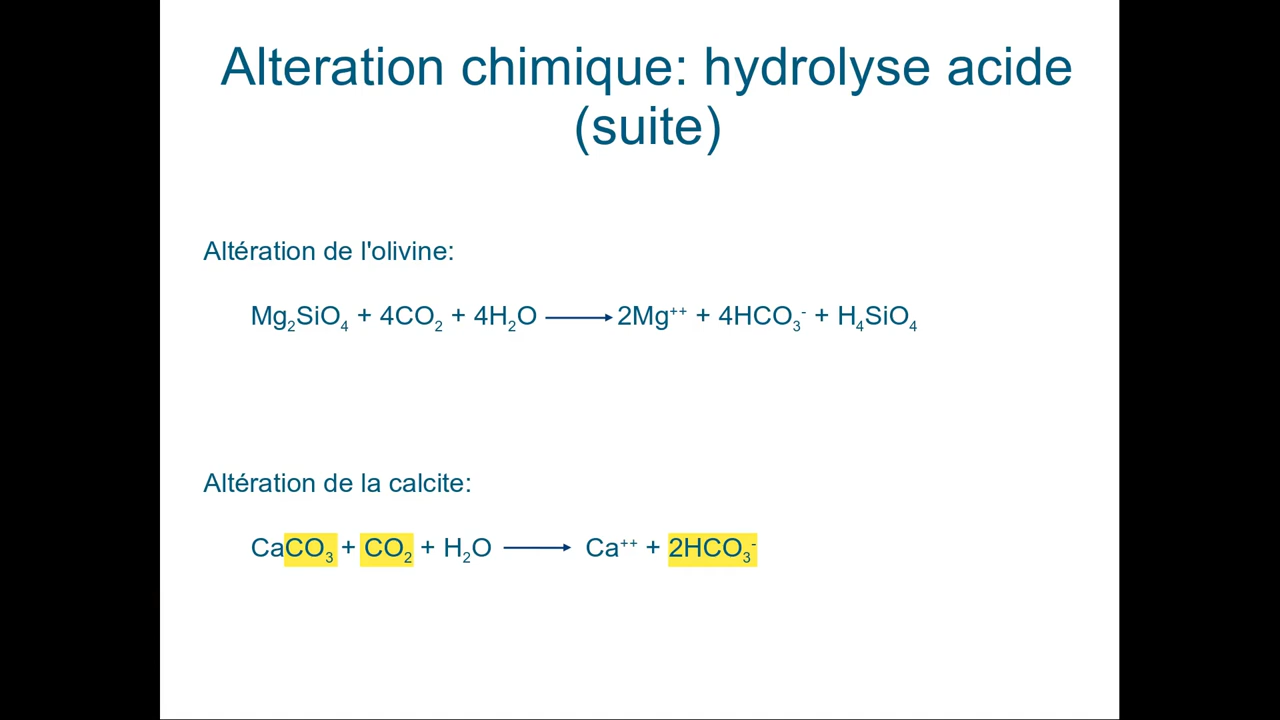 Alteration chimique: hydrolyse acide
(suite)
Altération de l'olivine:
Mg₂SiO₄ + 4CO₂ + 4H₂O ⟶ 2Mg⁺⁺ + 4HCO₃⁻ + H₄SiO₄
Altération de la calcite:
CaCO₃ + CO₂ + H₂O ⟶ Ca⁺⁺ + 2HCO₃⁻